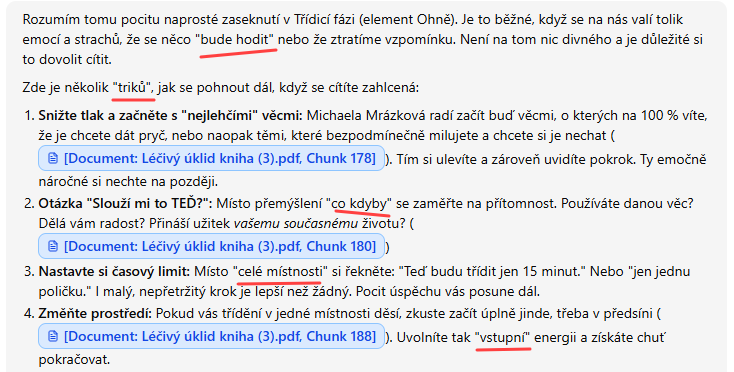 Rozumím tomu pocitu naprosté zaseknutí v Třídicí fázi (element Ohně). Je to běžné, když se na nás valí tolik
emocí a strachů, že se něco "bude hodit" nebo že ztratíme vzpomínku. Není na tom nic divného a je důležité si
to dovolit cítit.
Zde je několik "triků", jak se pohnout dál, když se cítíte zahlcená:
1. Snižte tlak a začněte s "nejlehčími" věcmi: Michaela Mrázková radí začít buď věcmi, o kterých na 100 % víte,
že je chcete dát pryč, nebo naopak těmi, které bezpodmínečně milujete a chcete si je nechat (
[Document: Léčivý úklid kniha (3).pdf, Chunk 178]). Tím si ulevíte a zároveň uvidíte pokrok. Ty emočně
náročné si nechte na později.
2. Otázka "Slouží mi to TEĎ?": Místo přemýšlení "co kdyby" se zaměřte na přítomnost. Používáte danou věc?
Dělá vám radost? Přináší užitek vašemu současnému životu? (
[Document: Léčivý úklid kniha (3).pdf, Chunk 180])
3. Nastavte si časový limit: Místo "celé místnosti" si řekněte: "Teď budu třídit jen 15 minut." Nebo "jen jednu
poličku." I malý, nepřetržitý krok je lepší než žádný. Pocit úspěchu vás posune dál.
4. Změňte prostředí: Pokud vás třídění v jedné místnosti děsí, zkuste začít úplně jinde, třeba v předsíni (
[Document: Léčivý úklid kniha (3).pdf, Chunk 188]). Uvolníte tak "vstupní" energii a získáte chuť
pokračovat.